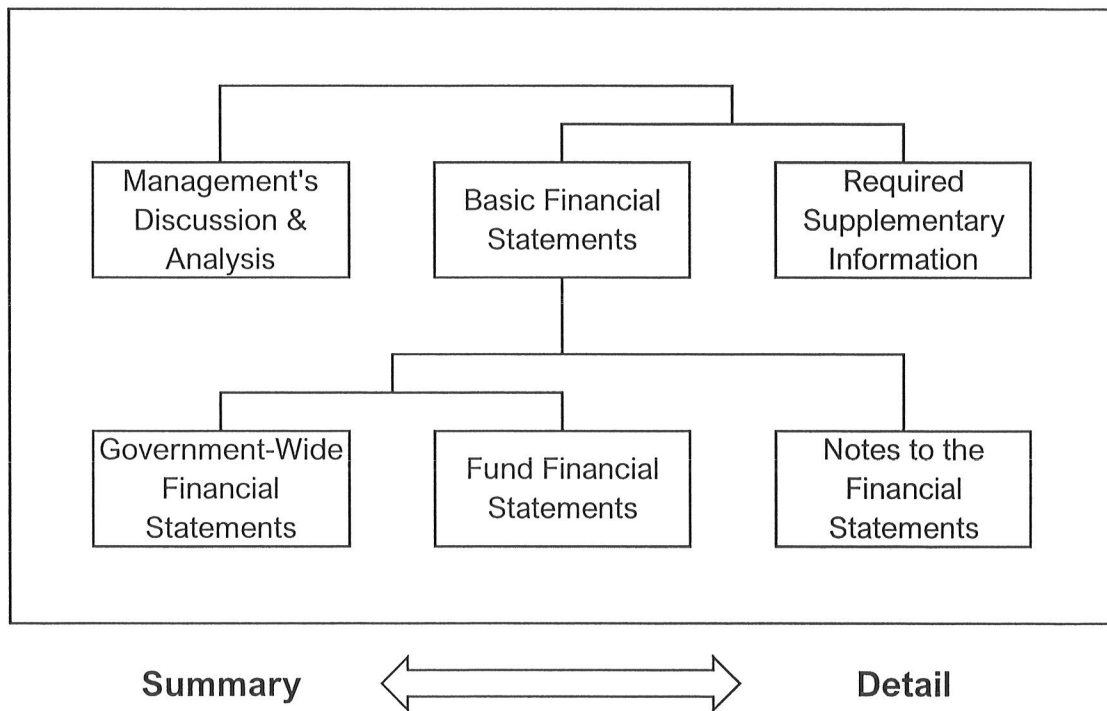 Management's
Discussion &
Analysis
Basic Financial
Statements
Required
Supplementary
Information
Government-Wide
Financial
Statements
Fund Financial
Statements
Notes to the
Financial
Statements
Summary
Detail